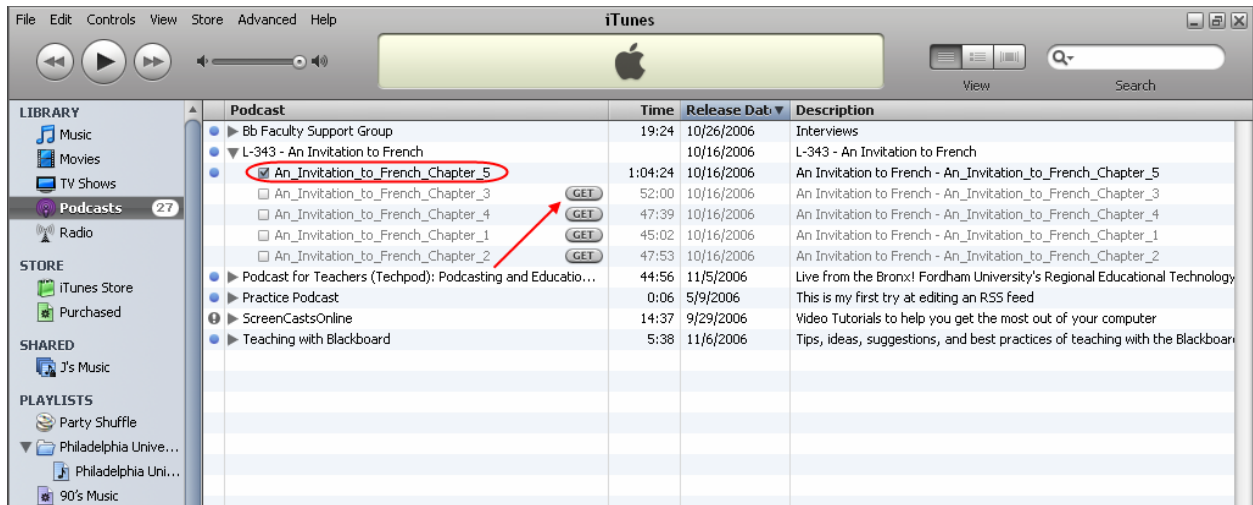 File Edit Controls View Store Advanced Help iTunes
View Search
LIBRARY
Music
Movies
TV Shows
Podcasts 27
Radio
STORE
iTunes Store
Purchased
SHARED
J's Music
PLAYLISTS
Party Shuffle
Philadelphia Unive...
Philadelphia Uni...
90's Music
Podcast Time Release Dat Description
Bb Faculty Support Group 19:24 10/26/2006 Interviews
L-343 - An Invitation to French 10/16/2006 L-343 - An Invitation to French
An_Invitation_to_French_Chapter_5 1:04:24 10/16/2006 An Invitation to French - An_Invitation_to_French_Chapter_5
An_Invitation_to_French_Chapter_3 GET 52:00 10/16/2006 An Invitation to French - An_Invitation_to_French_Chapter_3
An_Invitation_to_French_Chapter_4 GET 47:39 10/16/2006 An Invitation to French - An_Invitation_to_French_Chapter_4
An_Invitation_to_French_Chapter_1 GET 45:02 10/16/2006 An Invitation to French - An_Invitation_to_French_Chapter_1
An_Invitation_to_French_Chapter_2 GET 47:53 10/16/2006 An Invitation to French - An_Invitation_to_French_Chapter_2
Podcast for Teachers (Techpod): Podcasting and Educatio... 44:56 11/5/2006 Live from the Bronx! Fordham University's Regional Educational Technology
Practice Podcast 0:06 5/9/2006 This is my first try at editing an RSS feed
ScreenCastsOnline 14:37 9/29/2006 Video Tutorials to help you get the most out of your computer
Teaching with Blackboard 5:38 11/6/2006 Tips, ideas, suggestions, and best practices of teaching with the Blackboar